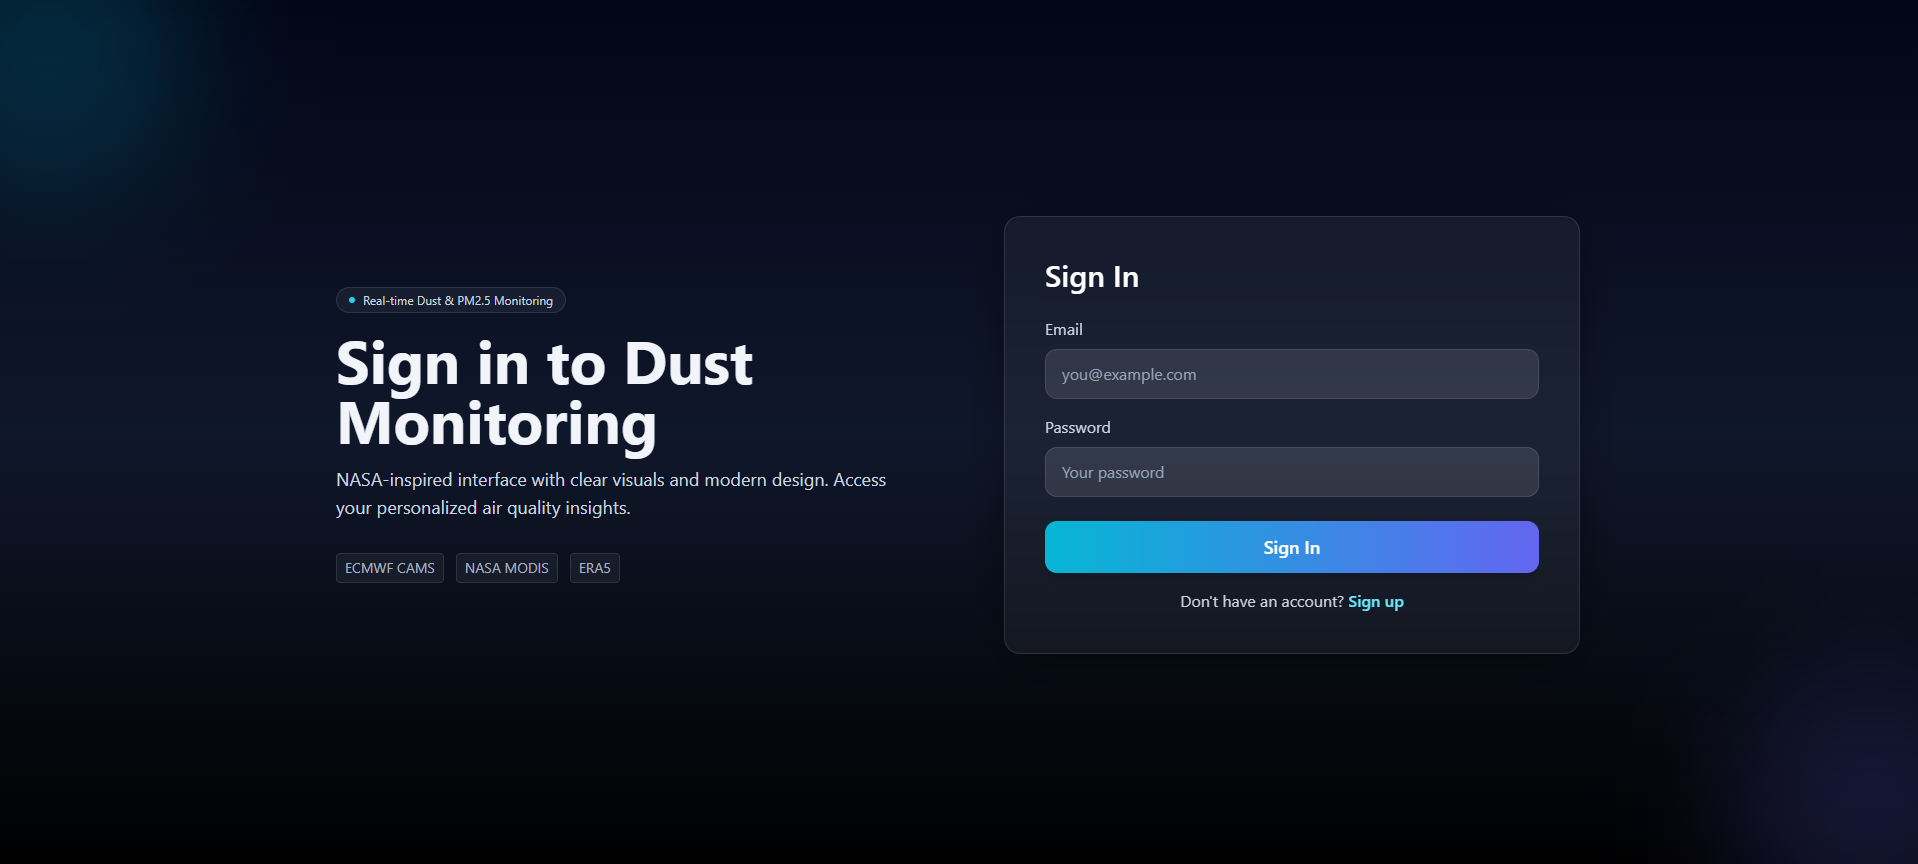 Real-time Dust & PM2.5 Monitoring
Sign in to Dust
Monitoring
NASA-inspired interface with clear visuals and modern design. Access
your personalized air quality insights.
ECMWF CAMS
NASA MODIS
ERA5
Sign In
Email
you@example.com
Password
Your password
Sign In
Don't have an account? Sign up